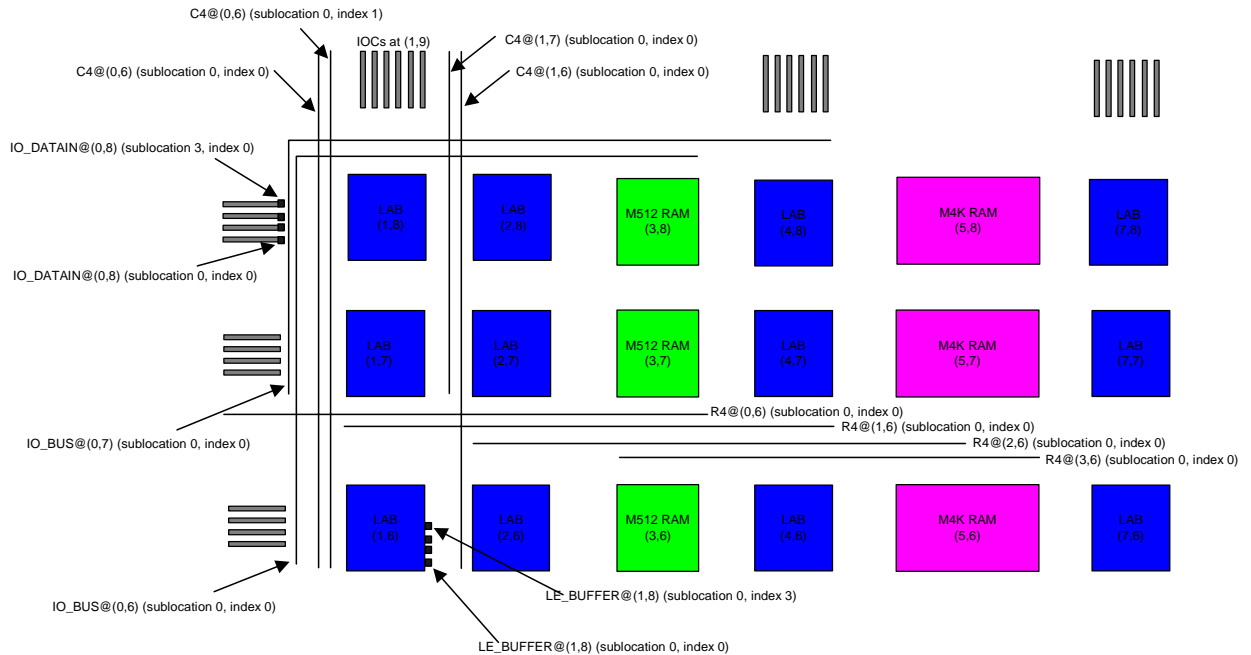 C4@(0,6) (sublocation 0, index 1)
IOCs at (1,9)
C4@(1,7) (sublocation 0, index 0)
C4@(0,6) (sublocation 0, index 0)
C4@(1,6) (sublocation 0, index 0)
IO_DATAIN@(0,8) (sublocation 3, index 0)
LAB
(1,8)
LAB
(2,8)
M512 RAM
(3,8)
LAB
(4,8)
M4K RAM
(5,8)
LAB
(7,8)
IO_DATAIN@(0,8) (sublocation 0, index 0)
LAB
(1,7)
LAB
(2,7)
M512 RAM
(3,7)
LAB
(4,7)
M4K RAM
(5,7)
LAB
(7,7)
R4@(0,6) (sublocation 0, index 0)
R4@(1,6) (sublocation 0, index 0)
IO_BUS@(0,7) (sublocation 0, index 0)
R4@(2,6) (sublocation 0, index 0)
R4@(3,6) (sublocation 0, index 0)
LAB
(1,6)
LAB
(2,6)
M512 RAM
(3,6)
LAB
(4,6)
M4K RAM
(5,6)
LAB
(7,6)
LE_BUFFER@(1,8) (sublocation 0, index 3)
IO_BUS@(0,6) (sublocation 0, index 0)
LE_BUFFER@(1,8) (sublocation 0, index 0)